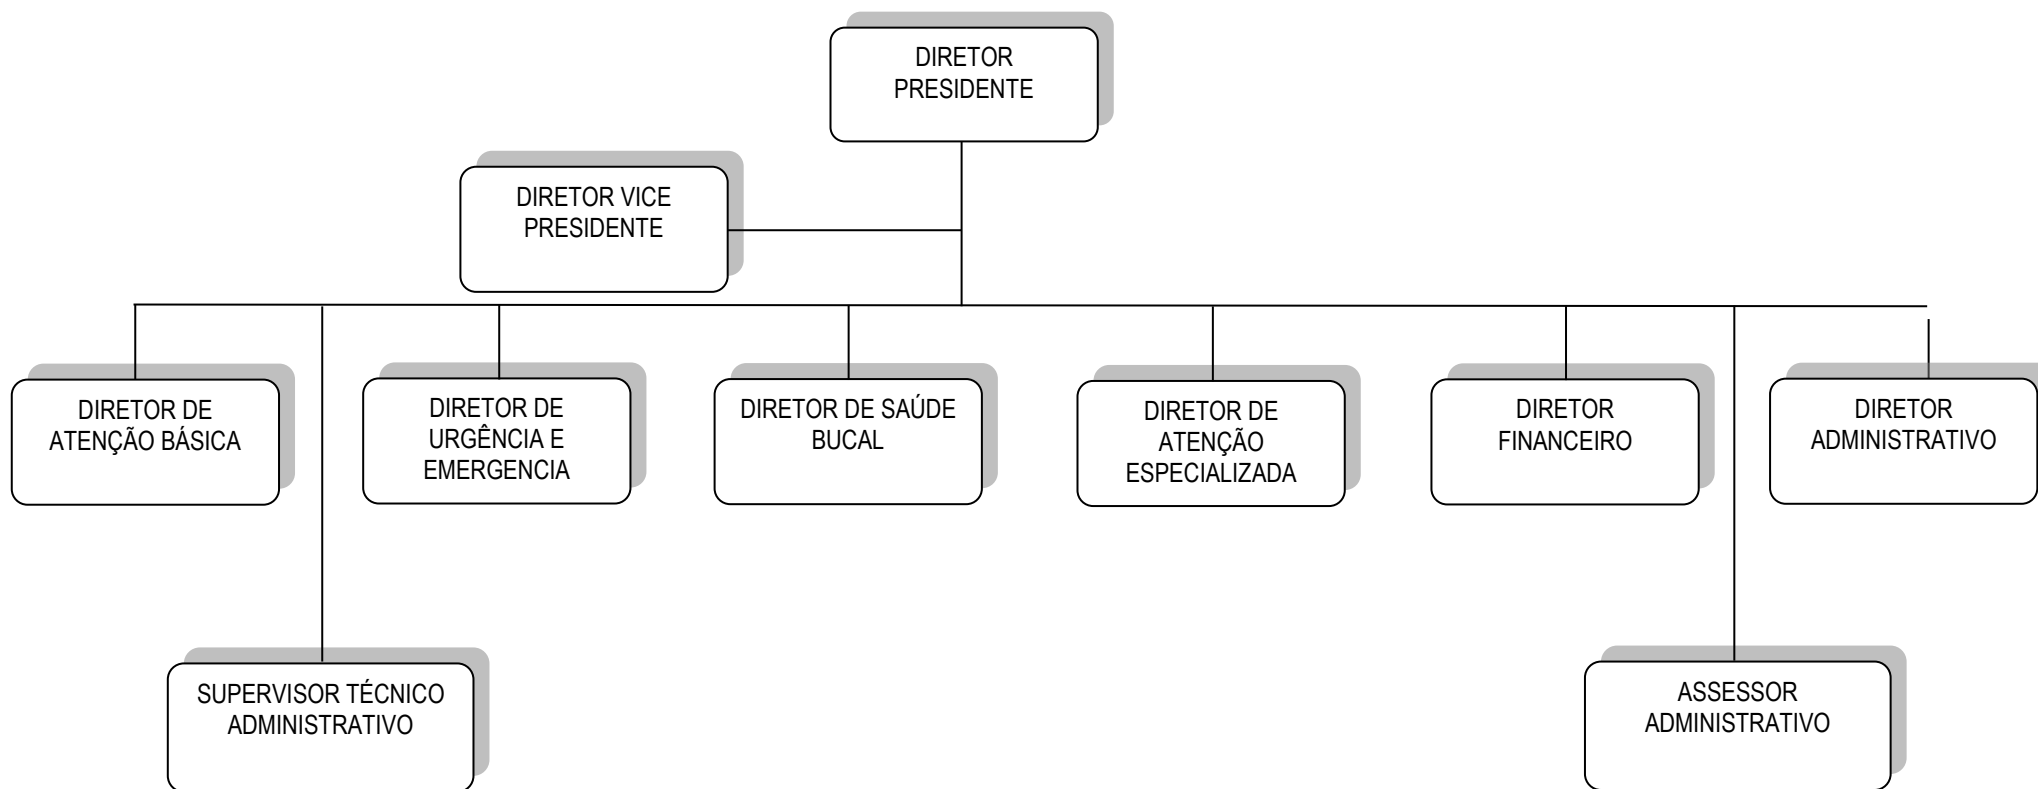 DIRETOR
PRESIDENTE
DIRETOR VICE
PRESIDENTE
DIRETOR DE
ATENÇÃO BÁSICA
DIRETOR DE
URGÊNCIA E
EMERGENCIA
DIRETOR DE SAÚDE
BUCAL
DIRETOR DE
ATENÇÃO
ESPECIALIZADA
DIRETOR
FINANCEIRO
DIRETOR
ADMINISTRATIVO
SUPERVISOR TÉCNICO
ADMINISTRATIVO
ASSESSOR
ADMINISTRATIVO